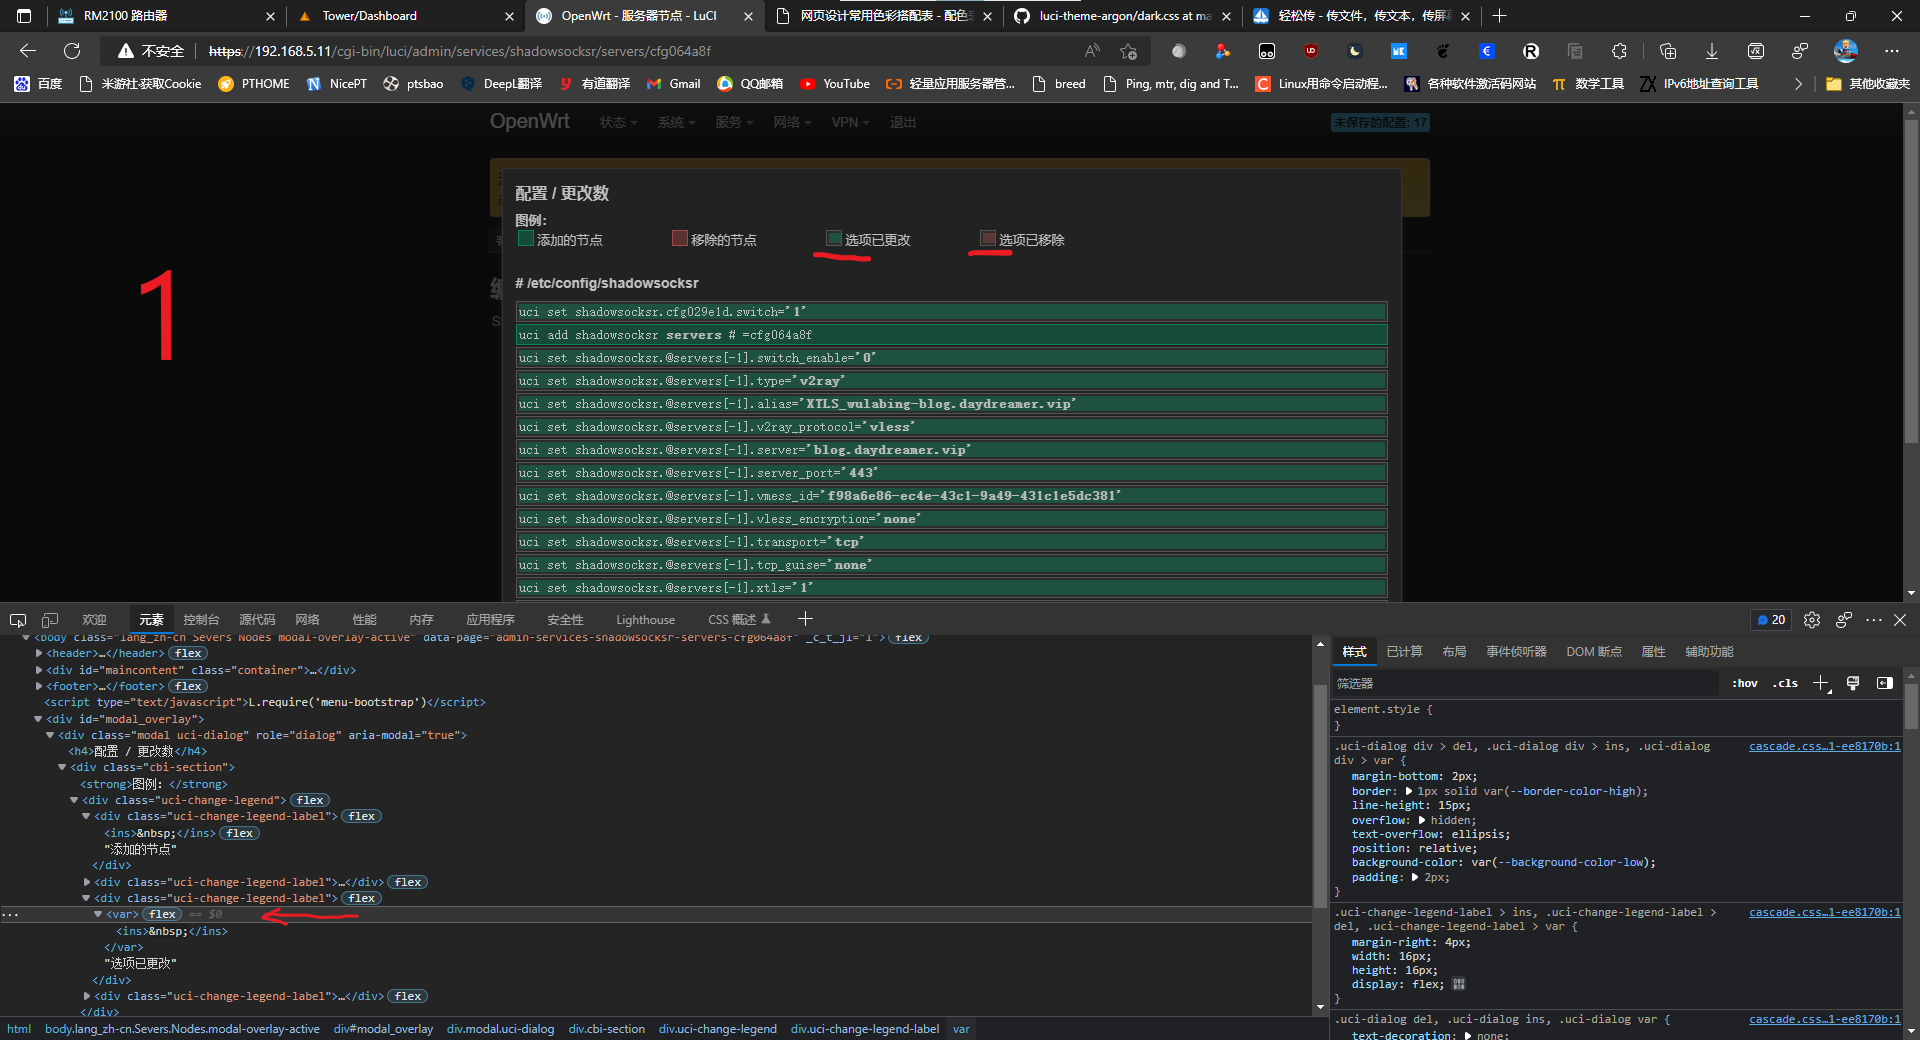 RM2100 路由器
Tower/Dashboard
OpenWrt - 服务器节点 - LuCI
网页设计常用色彩搭配表 - 配色
luci-theme-argon/dark.css at ma
轻松传 - 传文件，传文本，传屏
不安全
https://192.168.5.11/cgi-bin/luci/admin/services/shadowsocksr/servers/cfg064a8f
百度
米游社·获取Cookie
PTHOME
NicePT
ptsbao
DeepL翻译
有道翻译
Gmail
QQ邮箱
YouTube
轻量应用服务器管...
breed
Ping, mtr, dig and T...
Linux用命令启动程...
各种软件激活码网站
数学工具
IPv6地址查询工具
其他收藏夹
OpenWrt 状态 系统 服务 网络 VPN 退出
未保存的配置: 17
1
配置 / 更改数
图例:
添加的节点 移除的节点 选项已更改 选项已移除
# /etc/config/shadowsocksr
uci set shadowsocksr.cfg029e1d.switch='1'
uci add shadowsocksr servers # =cfg064a8f
uci set shadowsocksr.@servers[-1].switch_enable='0'
uci set shadowsocksr.@servers[-1].type='v2ray'
uci set shadowsocksr.@servers[-1].alias='XTLS_wulabing-blog.daydreamer.vip'
uci set shadowsocksr.@servers[-1].v2ray_protocol='vless'
uci set shadowsocksr.@servers[-1].server='blog.daydreamer.vip'
uci set shadowsocksr.@servers[-1].server_port='443'
uci set shadowsocksr.@servers[-1].vmess_id='f98a6e86-ec4e-43c1-9a49-431c1e5dc381'
uci set shadowsocksr.@servers[-1].vless_encryption='none'
uci set shadowsocksr.@servers[-1].transport='tcp'
uci set shadowsocksr.@servers[-1].tcp_guise='none'
uci set shadowsocksr.@servers[-1].xtls='1'
欢迎 元素 控制台 源代码 网络 性能 内存 应用程序 安全性 Lighthouse CSS 概述
20
<body class="lang_zh-cn Severs Nodes modal-overlay-active" data-page="admin-services-shadowsocksr-servers-cfg064a8f" _c_t_j1="1"> flex
<header>…</header> flex
<div id="maincontent" class="container">…</div>
<footer>…</footer> flex
<script type="text/javascript">L.require('menu-bootstrap')</script>
<div id="modal_overlay">
<div class="modal uci-dialog" role="dialog" aria-modal="true">
<h4>配置 / 更改数</h4>
<div class="cbi-section">
<strong>图例: </strong>
<div class="uci-change-legend"> flex
<div class="uci-change-legend-label"> flex
<ins>&nbsp;</ins> flex
"添加的节点"
</div>
<div class="uci-change-legend-label">…</div> flex
<div class="uci-change-legend-label"> flex
... <var> flex == $0
<ins>&nbsp;</ins>
</var>
"选项已更改"
</div>
<div class="uci-change-legend-label">…</div> flex
</div>
html body.lang_zh-cn.Severs.Nodes.modal-overlay-active div#modal_overlay div.modal.uci-dialog div.cbi-section div.uci-change-legend div.uci-change-legend-label var
样式 已计算 布局 事件侦听器 DOM 断点 属性 辅助功能
筛选器
:hov .cls
element.style {
}
.uci-dialog div > del, .uci-dialog div > ins, .uci-dialog cascade.css…1-ee8170b:1
div > var {
margin-bottom: 2px;
border: 1px solid var(--border-color-high);
line-height: 15px;
overflow: hidden;
text-overflow: ellipsis;
position: relative;
background-color: var(--background-color-low);
padding: 2px;
}
.uci-change-legend-label > ins, .uci-change-legend-label > cascade.css…1-ee8170b:1
del, .uci-change-legend-label > var {
margin-right: 4px;
width: 16px;
height: 16px;
display: flex;
}
.uci-dialog del, .uci-dialog ins, .uci-dialog var { cascade.css…1-ee8170b:1
text-decoration: none;